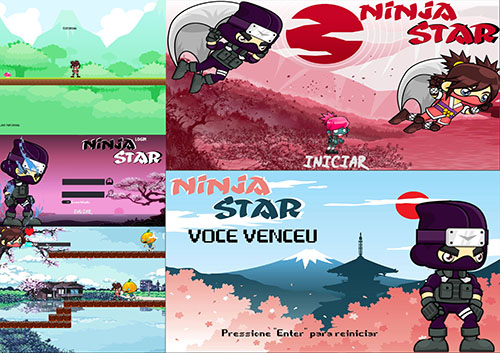 NINJA
STAR
INICIAR
LOGIN
NINJA
STAR
NINJA
STAR
VOCE VENCEU
Pressione "Enter" para reiniciar